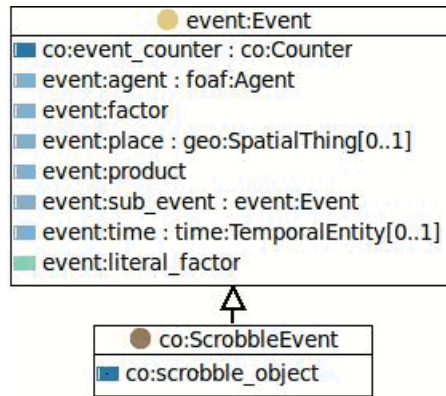 event:Event
co:event_counter : co:Counter
event:agent : foaf:Agent
event:factor
event:place : geo:SpatialThing[0..1]
event:product
event:sub_event : event:Event
event:time : time:TemporalEntity[0..1]
event:literal_factor
co:ScrobbleEvent
co:scrobble_object